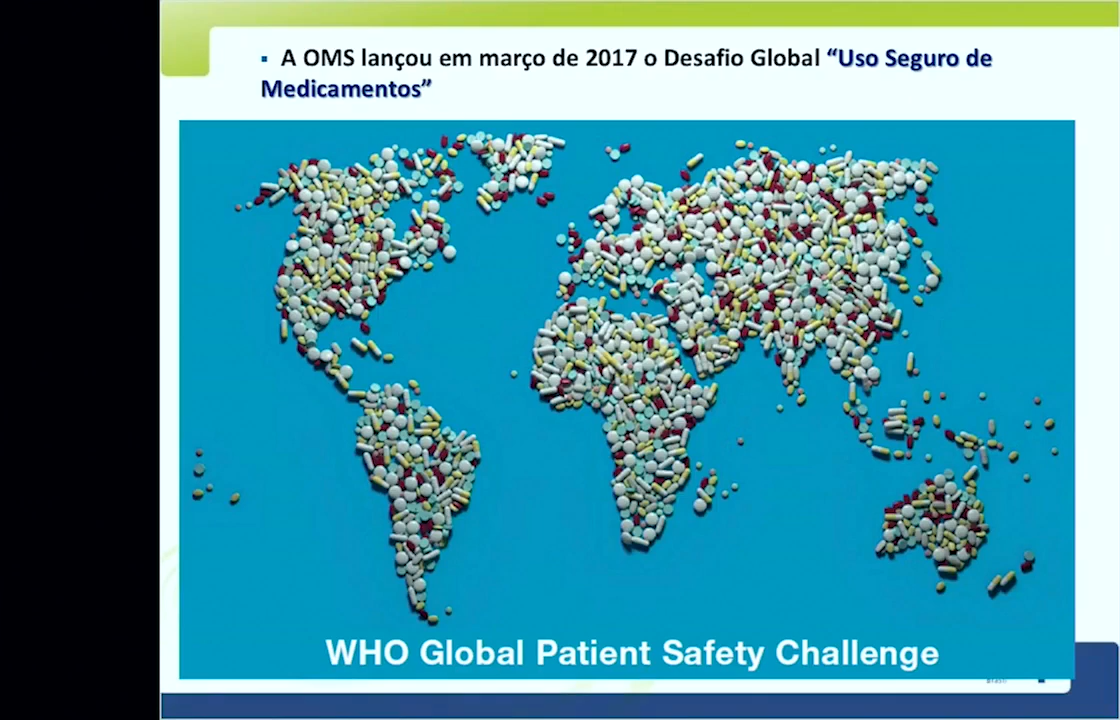 ▪ A OMS lançou em março de 2017 o Desafio Global “Uso Seguro de
Medicamentos”
WHO Global Patient Safety Challenge